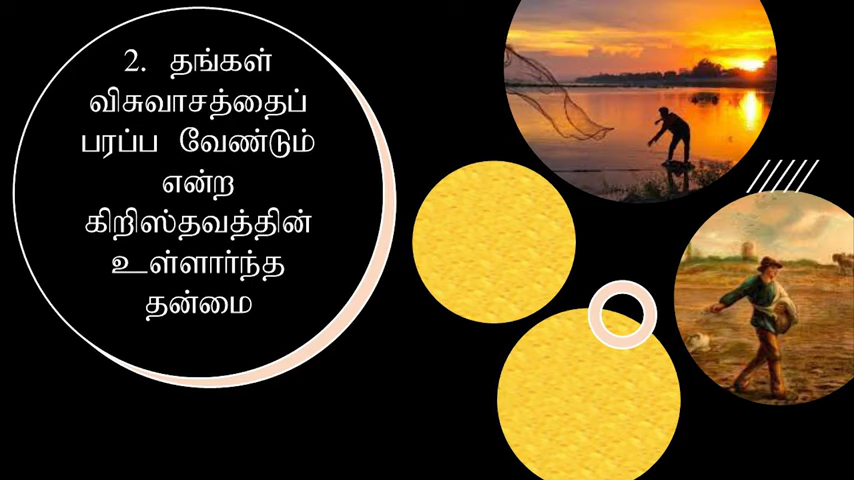 2. தங்கள்
விசுவாசத்தைப்
பரப்ப வேண்டும்
என்ற
கிறிஸ்தவத்தின்
உள்ளார்ந்த
தன்மை